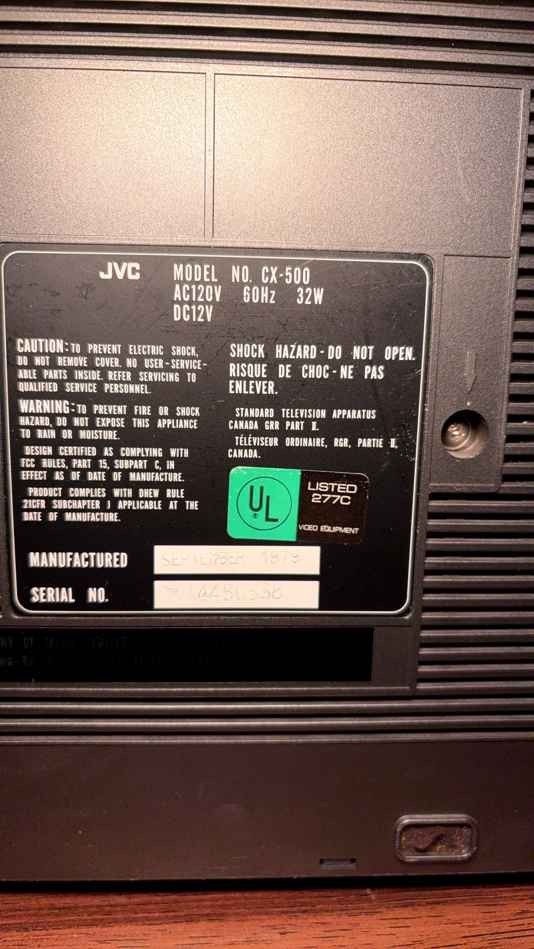 JVC MODEL NO. CX-500
AC120V 60Hz 32W
DC12V
CAUTION: TO PREVENT ELECTRIC SHOCK,
DO NOT REMOVE COVER. NO USER-SERVICE-
ABLE PARTS INSIDE. REFER SERVICING TO
QUALIFIED SERVICE PERSONNEL.
WARNING: TO PREVENT FIRE OR SHOCK
HAZARD, DO NOT EXPOSE THIS APPLIANCE
TO RAIN OR MOISTURE.
DESIGN CERTIFIED AS COMPLYING WITH
FCC RULES, PART 15, SUBPART C, IN
EFFECT AS OF DATE OF MANUFACTURE.
PRODUCT COMPLIES WITH DHEW RULE
21CFR SUBCHAPTER J APPLICABLE AT THE
DATE OF MANUFACTURE.
SHOCK HAZARD-DO NOT OPEN.
RISQUE DE CHOC-NE PAS
ENLEVER.
STANDARD TELEVISION APPARATUS
CANADA GRR PART II.
TÉLÉVISEUR ORDINAIRE, RGR, PARTIE II,
CANADA.
UL ®
LISTED
277C
VIDEO EQUIPMENT
MANUFACTURED SEPTEMBER 1979
SERIAL NO.